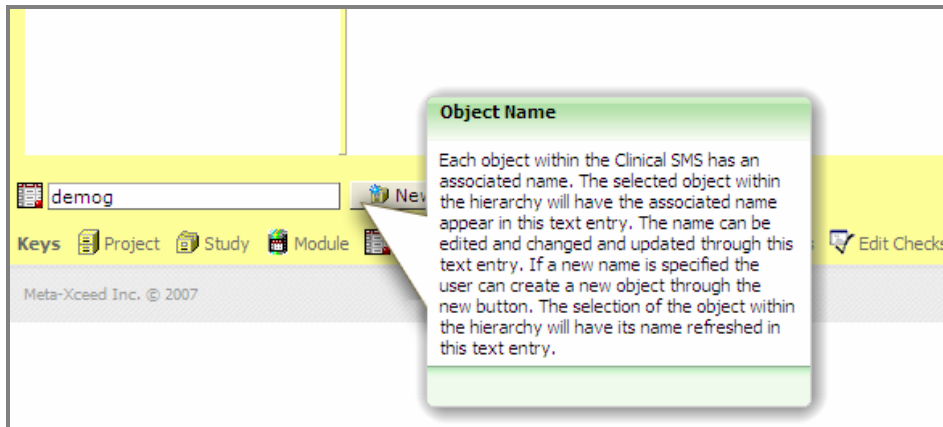 Object Name
Each object within the Clinical SMS has an
associated name. The selected object within
the hierarchy will have the associated name
appear in this text entry. The name can be
edited and changed and updated through this
text entry. If a new name is specified the
user can create a new object through the
new button. The selection of the object within
the hierarchy will have its name refreshed in
this text entry.
demog
Keys Project Study Module Edit Checks
Meta-Xceed Inc. © 2007